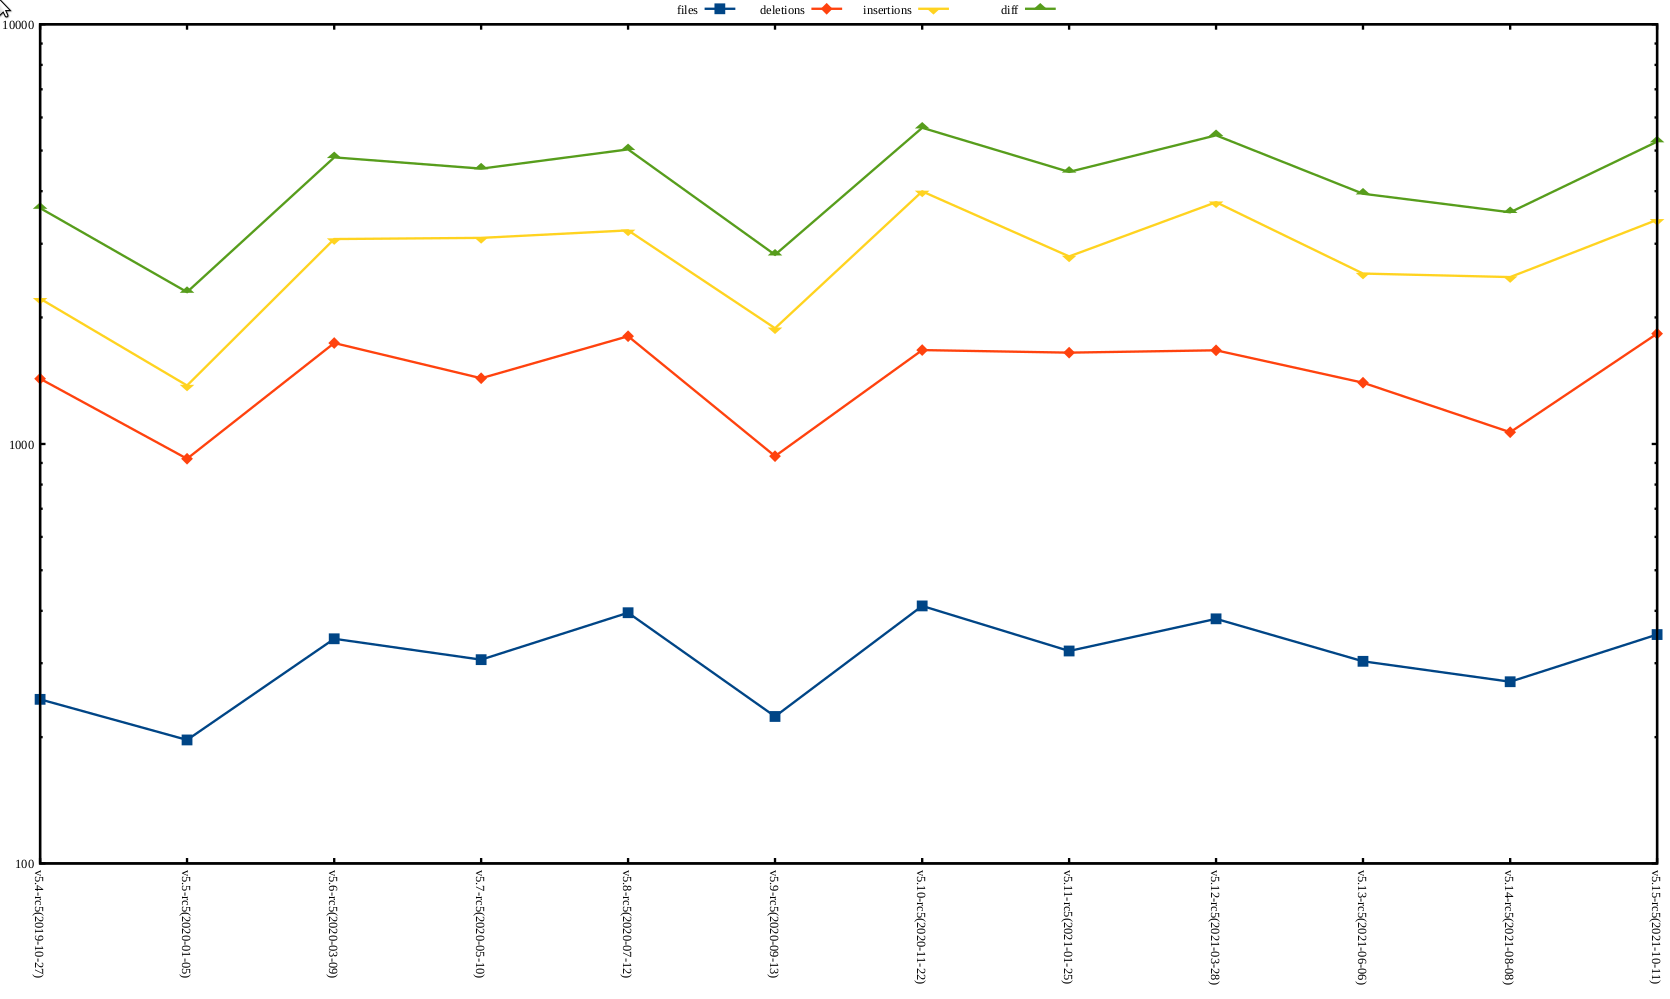 files deletions insertions diff
10000
1000
100
v5.4-rc5(2019-10-27)
v5.5-rc5(2020-01-05)
v5.6-rc5(2020-03-09)
v5.7-rc5(2020-05-10)
v5.8-rc5(2020-07-12)
v5.9-rc5(2020-09-13)
v5.10-rc5(2020-11-22)
v5.11-rc5(2021-01-25)
v5.12-rc5(2021-03-28)
v5.13-rc5(2021-06-06)
v5.14-rc5(2021-08-08)
v5.15-rc5(2021-10-11)